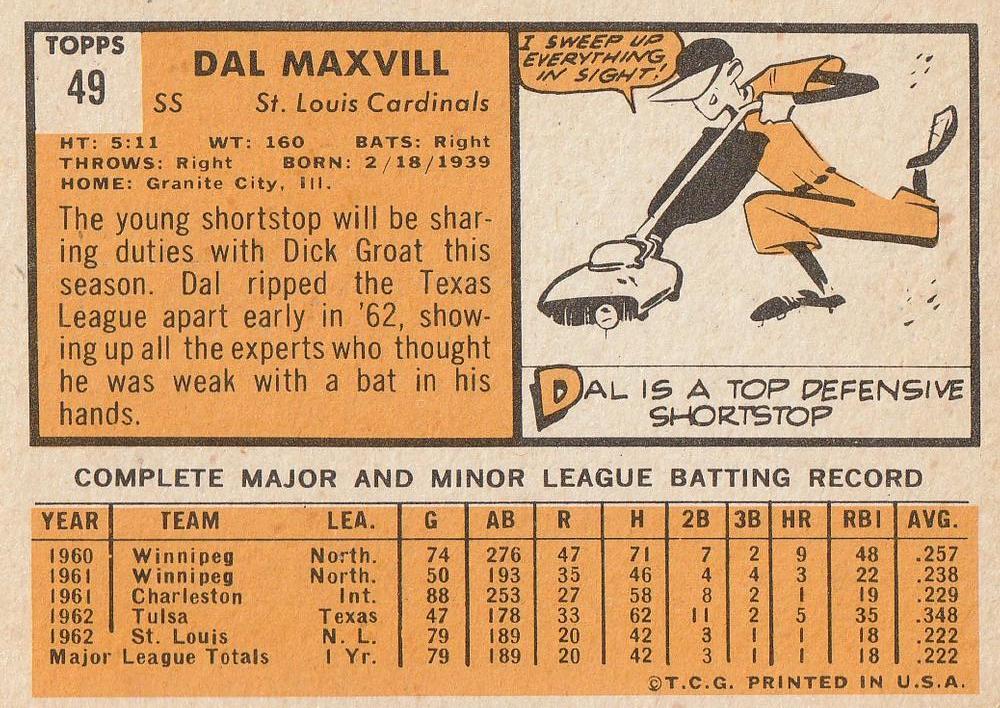 TOPPS
49
DAL MAXVILL
SS St. Louis Cardinals
HT: 5:11 WT: 160 BATS: Right
THROWS: Right BORN: 2/18/1939
HOME: Granite City, Ill.
The young shortstop will be shar-
ing duties with Dick Groat this
season. Dal ripped the Texas
League apart early in '62, show-
ing up all the experts who thought
he was weak with a bat in his
hands.
I SWEEP UP
EVERYTHING
IN SIGHT!
DAL IS A TOP DEFENSIVE
SHORTSTOP
COMPLETE MAJOR AND MINOR LEAGUE BATTING RECORD
YEAR TEAM LEA. G AB R H 2B 3B HR RBI AVG.
1960 Winnipeg North. 74 276 47 71 7 2 9 48 .257
1961 Winnipeg North. 50 193 35 46 4 4 3 22 .238
1961 Charleston Int. 88 253 27 58 8 2 1 19 .229
1962 Tulsa Texas 47 178 33 62 11 2 5 35 .348
1962 St. Louis N. L. 79 189 20 42 3 1 1 18 .222
Major League Totals 1 Yr. 79 189 20 42 3 1 1 18 .222
©T.C.G. PRINTED IN U.S.A.